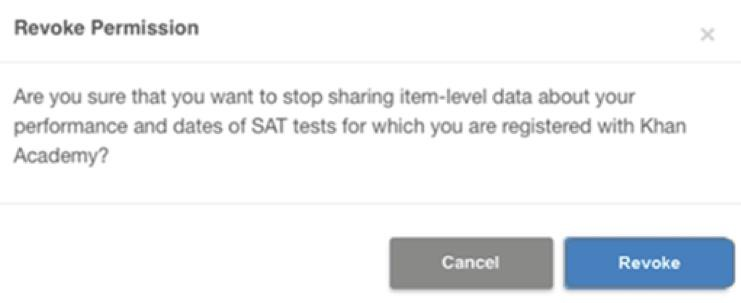 Revoke Permission
×
Are you sure that you want to stop sharing item-level data about your
performance and dates of SAT tests for which you are registered with Khan
Academy?
Cancel
Revoke